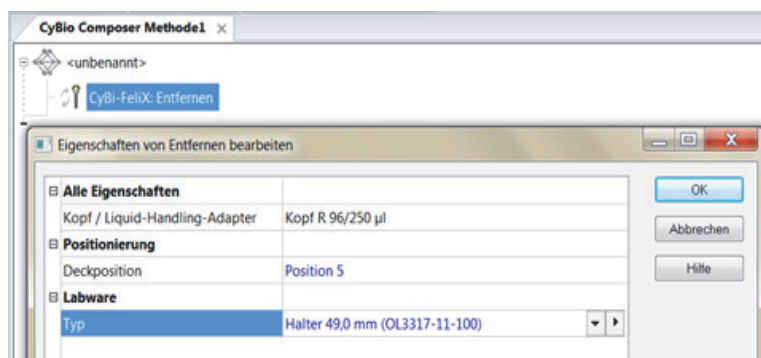 CyBio Composer Methode1
<unbenannt>
CyBi-FeliX: Entfernen
Eigenschaften von Entfernen bearbeiten
Alle Eigenschaften
Kopf / Liquid-Handling-Adapter Kopf R 96/250 µl
Positionierung
Deckposition Position 5
Labware
Typ Halter 49,0 mm (OL3317-11-100)
OK
Abbrechen
Hilfe